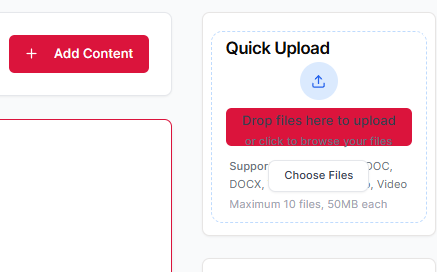 Add Content
Quick Upload
Drop files here to upload
or click to browse your files
Choose Files
DOCX, Video
Maximum 10 files, 50MB each